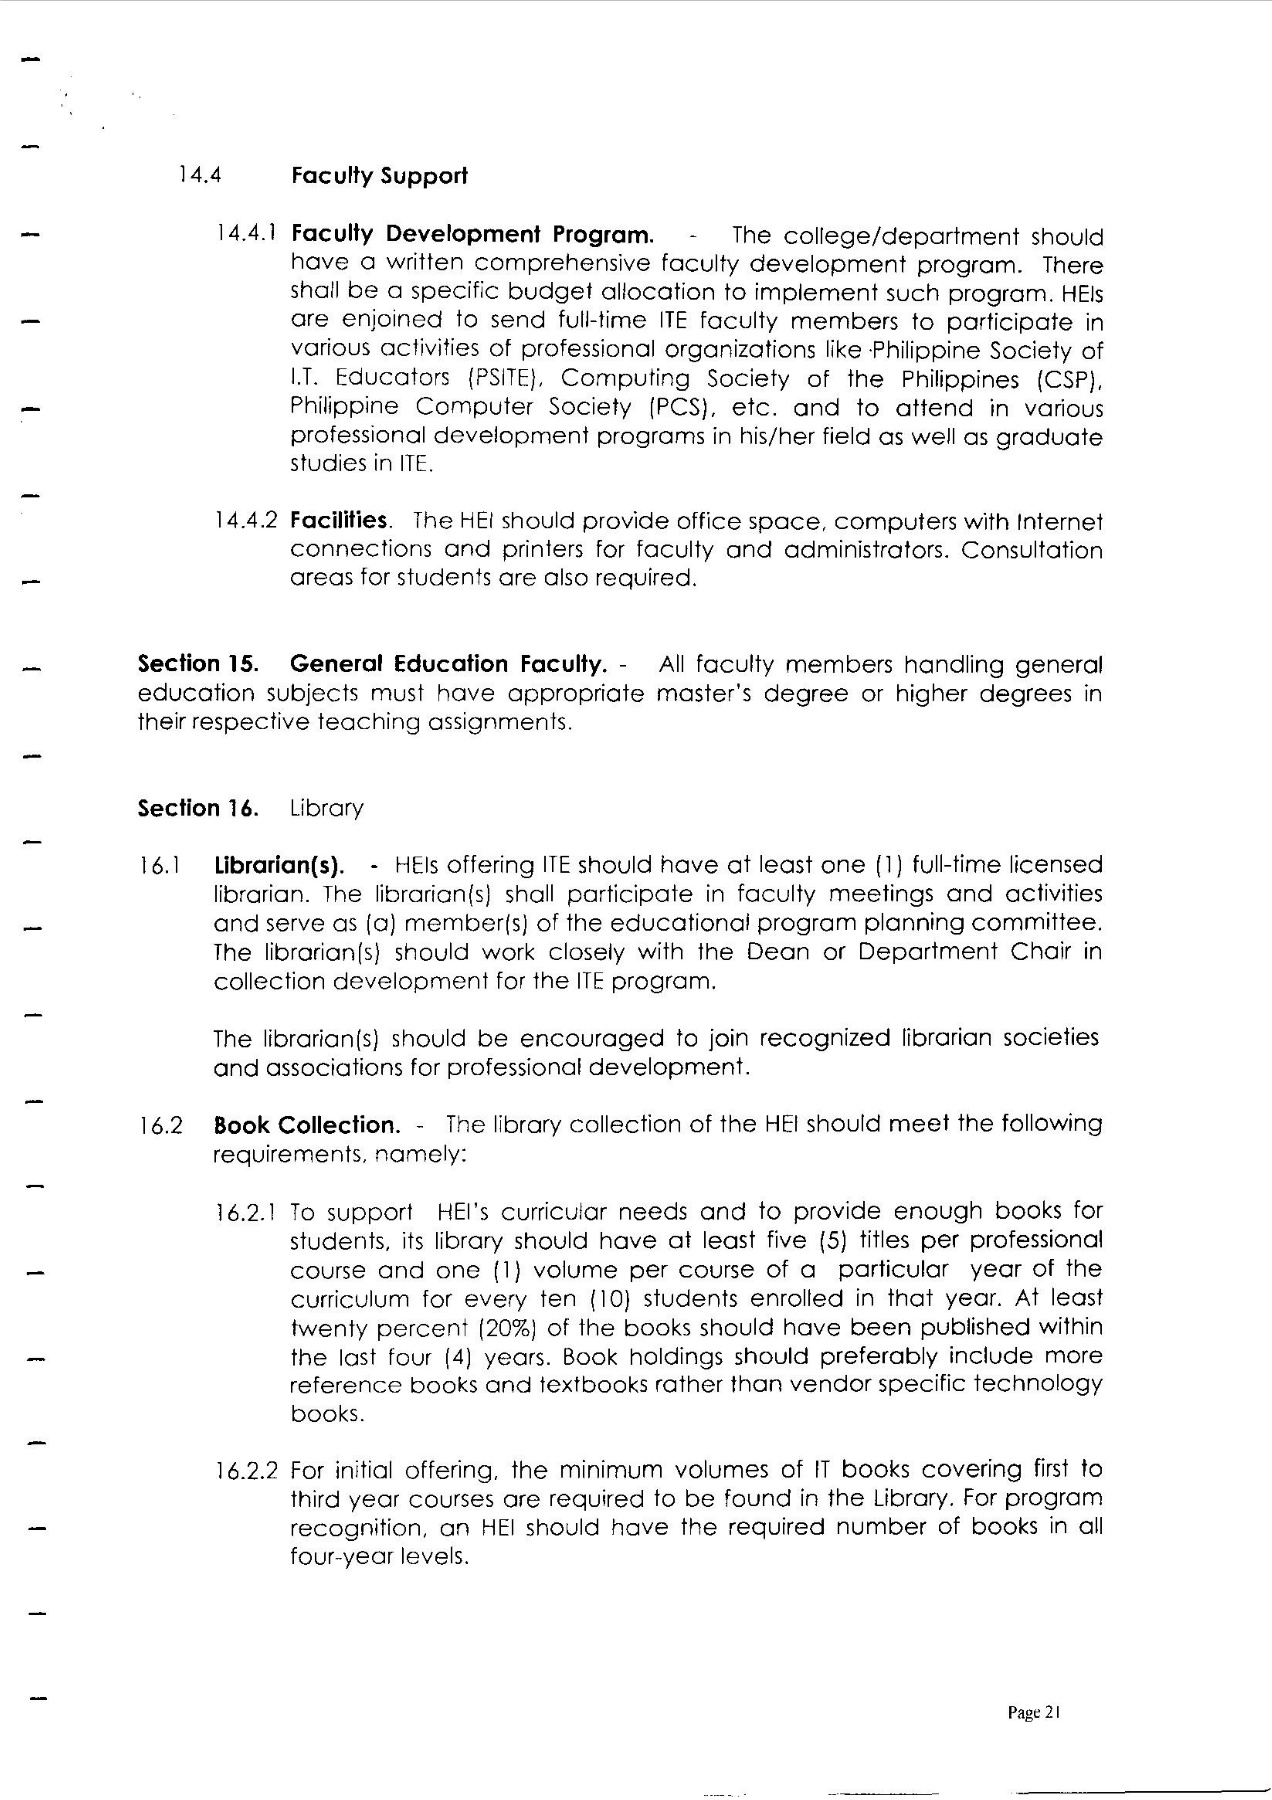 14.4 Faculty Support
14.4.1 Faculty Development Program. - The college/department should
have a written comprehensive faculty development program. There
shall be a specific budget allocation to implement such program. HEIs
are enjoined to send full-time ITE faculty members to participate in
various activities of professional organizations like Philippine Society of
I.T. Educators (PSITE), Computing Society of the Philippines (CSP),
Philippine Computer Society (PCS), etc. and to attend in various
professional development programs in his/her field as well as graduate
studies in ITE.
14.4.2 Facilities. The HEI should provide office space, computers with Internet
connections and printers for faculty and administrators. Consultation
areas for students are also required.
Section 15. General Education Faculty. - All faculty members handling general
education subjects must have appropriate master's degree or higher degrees in
their respective teaching assignments.
Section 16. Library
16.1 Librarian(s). - HEIs offering ITE should have at least one (1) full-time licensed
librarian. The librarian(s) shall participate in faculty meetings and activities
and serve as (a) member(s) of the educational program planning committee.
The librarian(s) should work closely with the Dean or Department Chair in
collection development for the ITE program.
The librarian(s) should be encouraged to join recognized librarian societies
and associations for professional development.
16.2 Book Collection. - The library collection of the HEI should meet the following
requirements, namely:
16.2.1 To support HEI's curricular needs and to provide enough books for
students, its library should have at least five (5) titles per professional
course and one (1) volume per course of a particular year of the
curriculum for every ten (10) students enrolled in that year. At least
twenty percent (20%) of the books should have been published within
the last four (4) years. Book holdings should preferably include more
reference books and textbooks rather than vendor specific technology
books.
16.2.2 For initial offering, the minimum volumes of IT books covering first to
third year courses are required to be found in the Library. For program
recognition, an HEI should have the required number of books in all
four-year levels.
Page 21